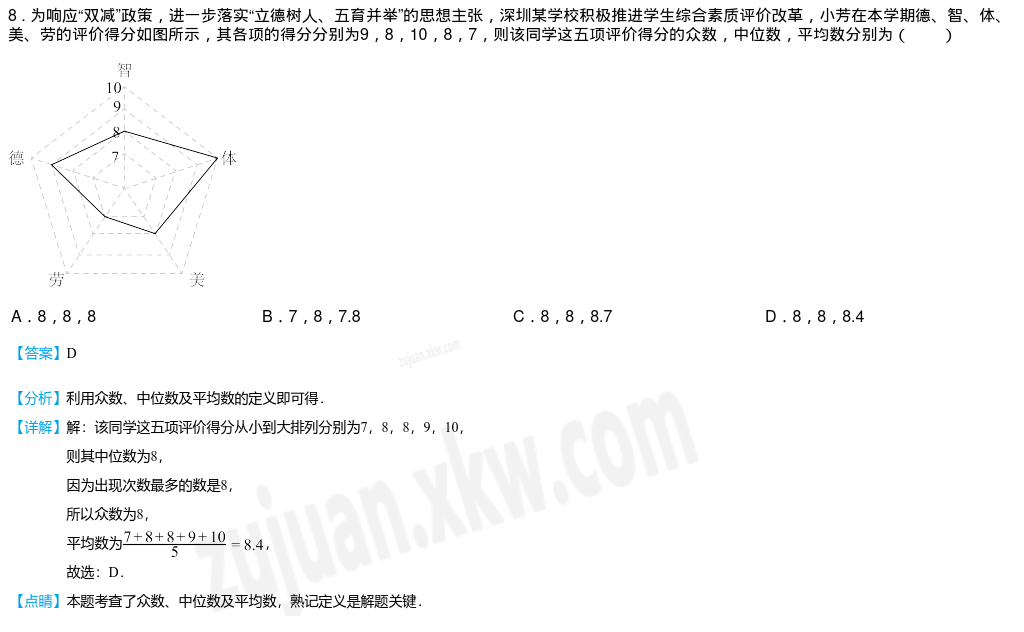 8．为响应“双减”政策，进一步落实“立德树人、五育并举”的思想主张，深圳某学校积极推进学生综合素质评价改革，小芳在本学期德、智、体、
美、劳的评价得分如图所示，其各项的得分分别为9，8，10，8，7，则该同学这五项评价得分的众数，中位数，平均数分别为（　　）
智
10
9
8
7
德
体
劳
美
A．8，8，8
B．7，8，7.8
C．8，8，8.7
D．8，8，8.4
【答案】D
【分析】利用众数、中位数及平均数的定义即可得．
【详解】解：该同学这五项评价得分从小到大排列分别为7，8，8，9，10，
则其中位数为8，
因为出现次数最多的数是8，
所以众数为8，
平均数为(7+8+8+9+10)/5＝8.4，
故选：D．
【点睛】本题考查了众数、中位数及平均数，熟记定义是解题关键．
zujuan.xkw.com
zujuan.xkw.com